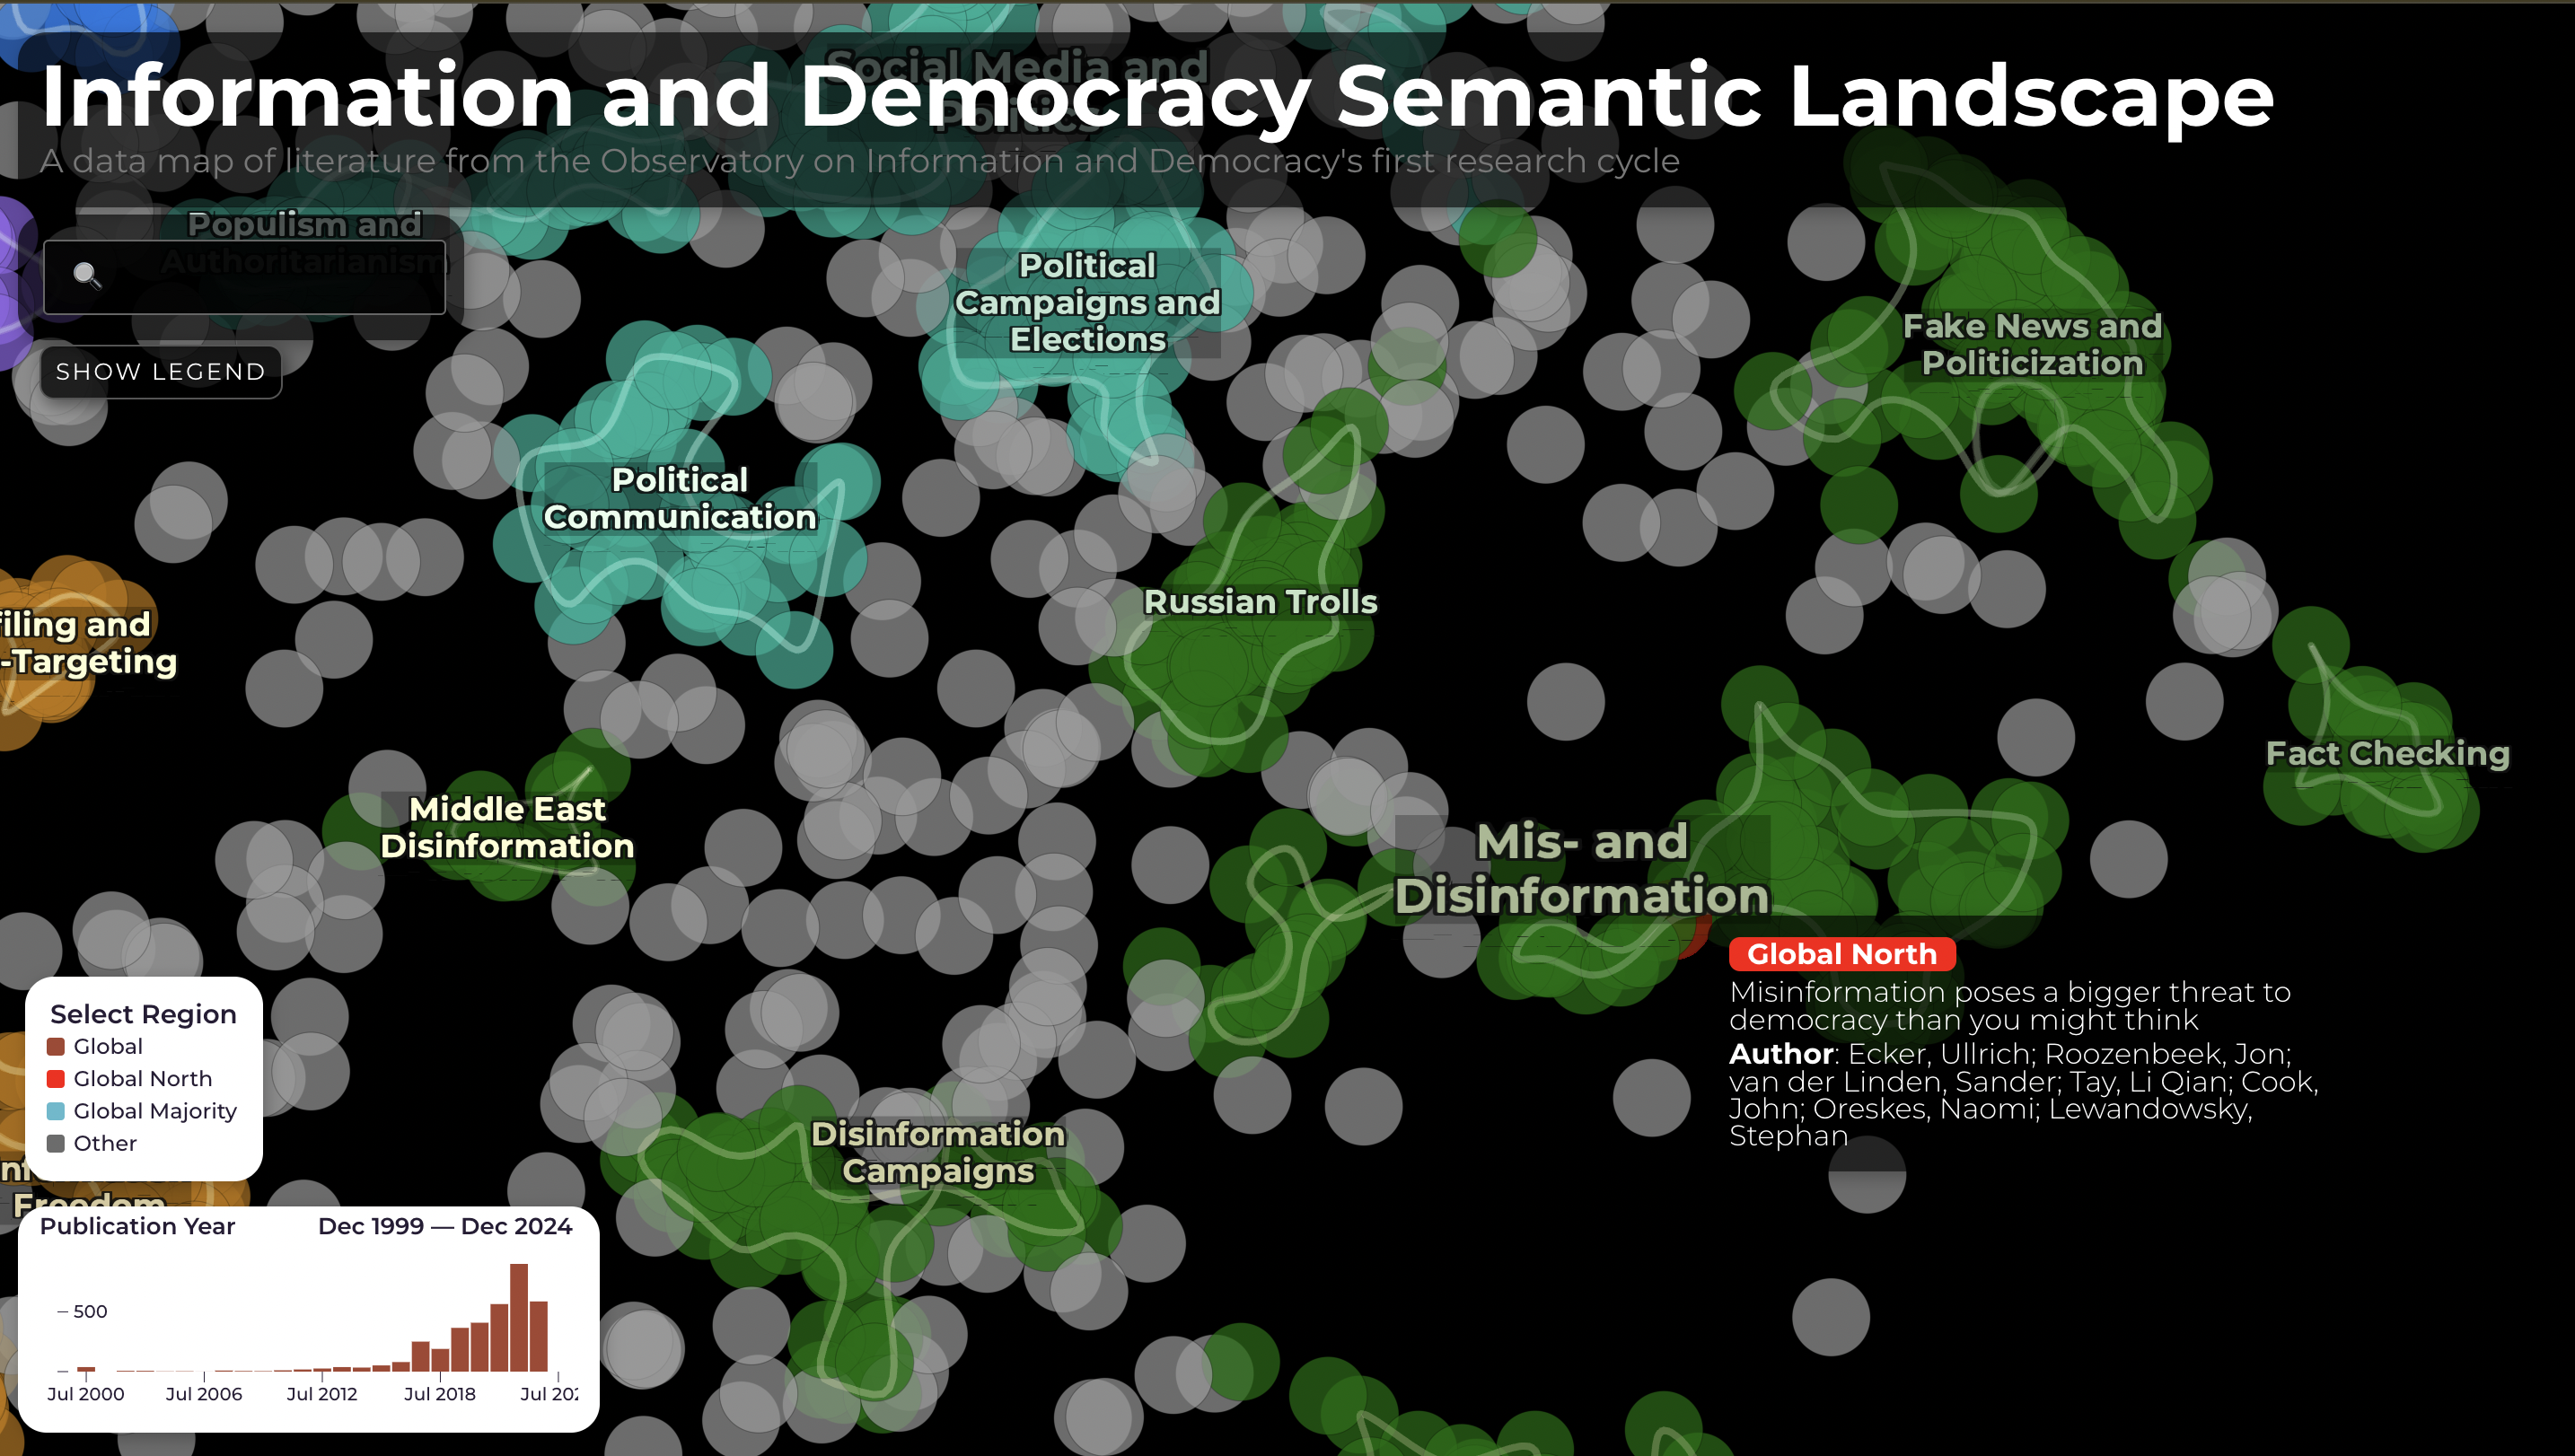 Information and Democracy Semantic Landscape
A data map of literature from the Observatory on Information and Democracy's first research cycle
Social Media and
Politics
Populism and
Authoritarianism
SHOW LEGEND
Political
Campaigns and
Elections
Fake News and
Politicization
Political
Communication
Russian Trolls
filing and
-Targeting
Fact Checking
Middle East
Disinformation
Mis- and
Disinformation
Global North
Misinformation poses a bigger threat to
democracy than you might think
Author: Ecker, Ullrich; Roozenbeek, Jon;
van der Linden, Sander; Tay, Li Qian; Cook,
John; Oreskes, Naomi; Lewandowsky,
Stephan
Select Region
Global
Global North
Global Majority
Other
Disinformation
Campaigns
Freedom
Publication Year
Dec 1999 — Dec 2024
500
Jul 2000
Jul 2006
Jul 2012
Jul 2018
Jul 202